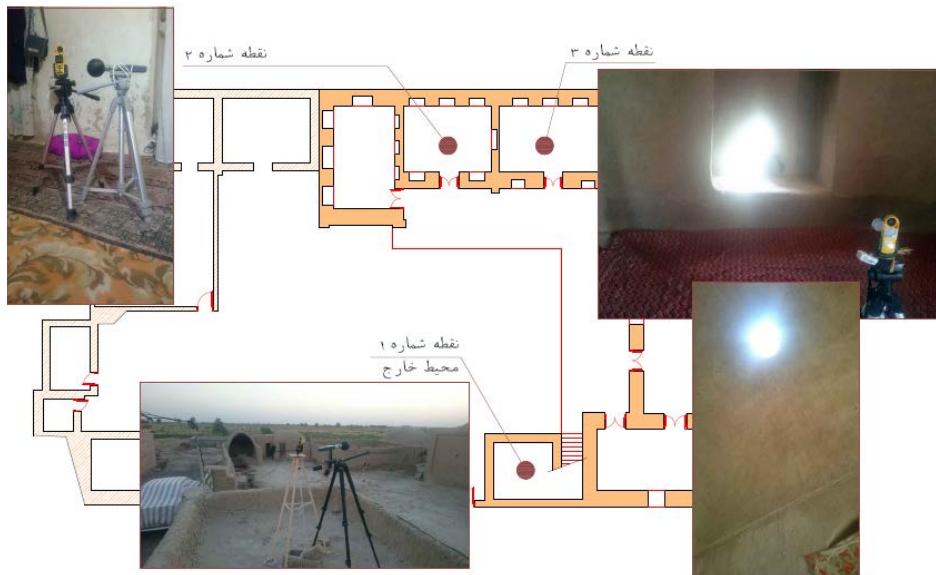 نقطه شماره ۲
نقطه شماره ۳
نقطه شماره ۱
محیط خارج